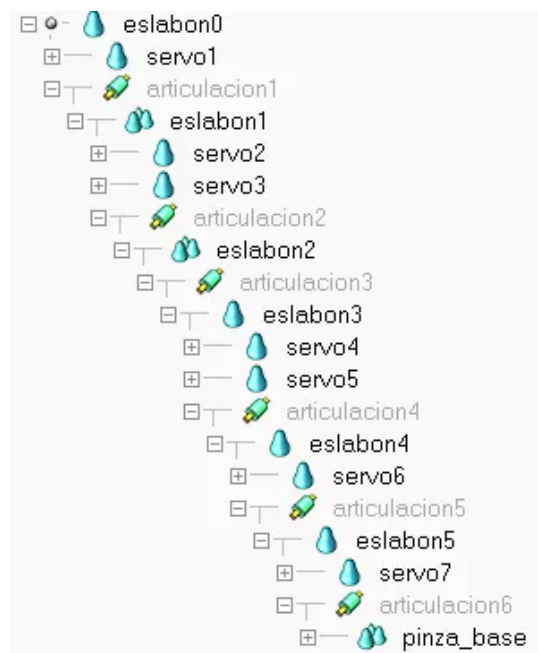 eslabon0
servo1
articulacion1
eslabon1
servo2
servo3
articulacion2
eslabon2
articulacion3
eslabon3
servo4
servo5
articulacion4
eslabon4
servo6
articulacion5
eslabon5
servo7
articulacion6
pinza_base